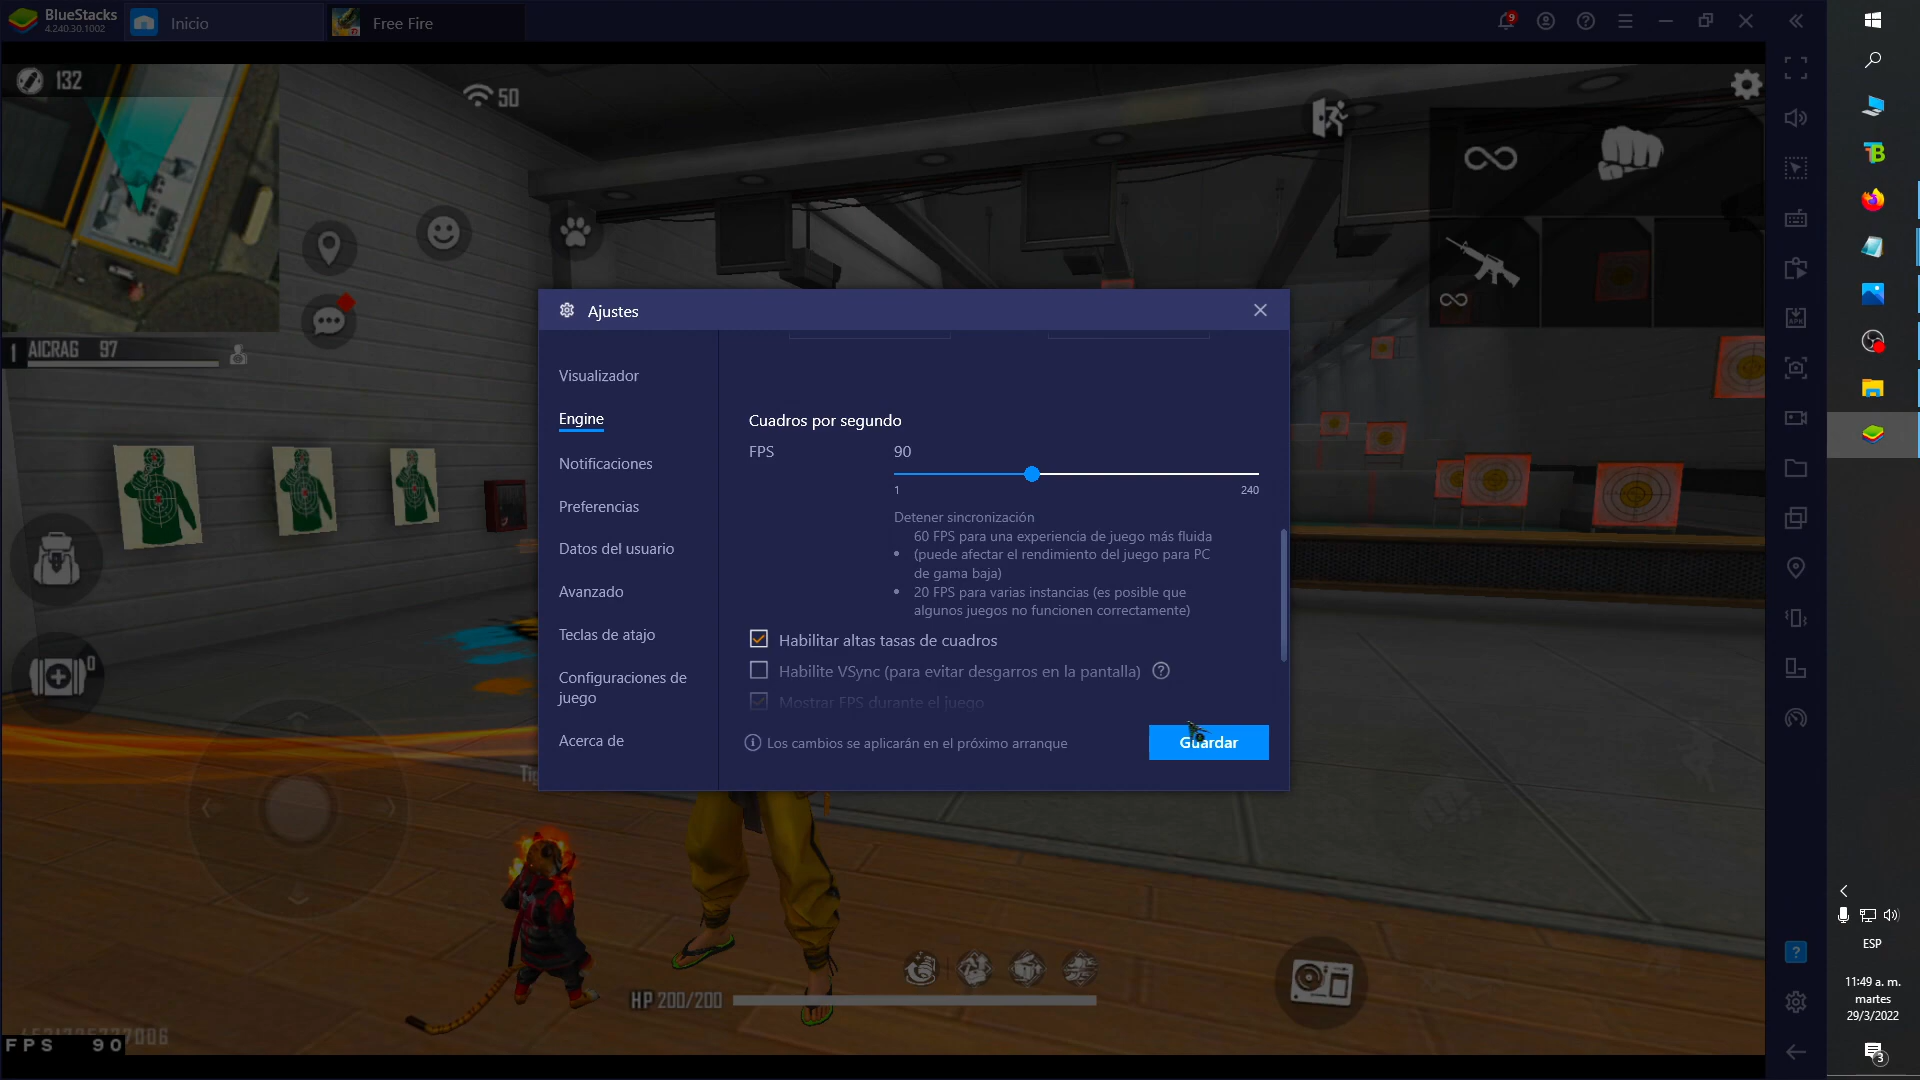 BlueStacks
4.240.30.1002
Inicio
Free Fire
9
132
50
1 AICRAG 97
Ajustes
Visualizador
Engine
Notificaciones
Preferencias
Datos del usuario
Avanzado
Teclas de atajo
Configuraciones de
juego
Acerca de
Cuadros por segundo
FPS 90
1 240
Detener sincronización
60 FPS para una experiencia de juego más fluida
• (puede afectar el rendimiento del juego para PC
de gama baja)
• 20 FPS para varias instancias (es posible que
algunos juegos no funcionen correctamente)
Habilitar altas tasas de cuadros
Habilite VSync (para evitar desgarros en la pantalla)
Mostrar FPS durante el juego
Los cambios se aplicarán en el próximo arranque
Guardar
0
HP 200/200
FPS 90
ESP
11:49 a. m.
martes
29/3/2022
3